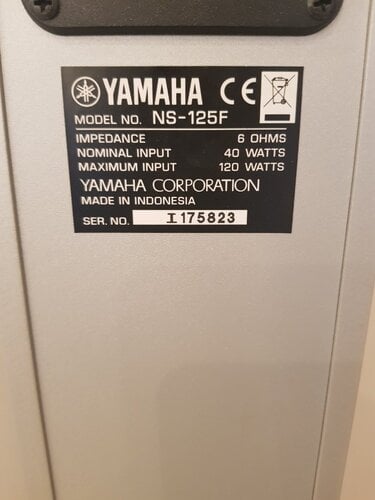 YAMAHA CE
MODEL NO. NS-125F
IMPEDANCE 6 OHMS
NOMINAL INPUT 40 WATTS
MAXIMUM INPUT 120 WATTS
YAMAHA CORPORATION
MADE IN INDONESIA
SER. NO. I175823